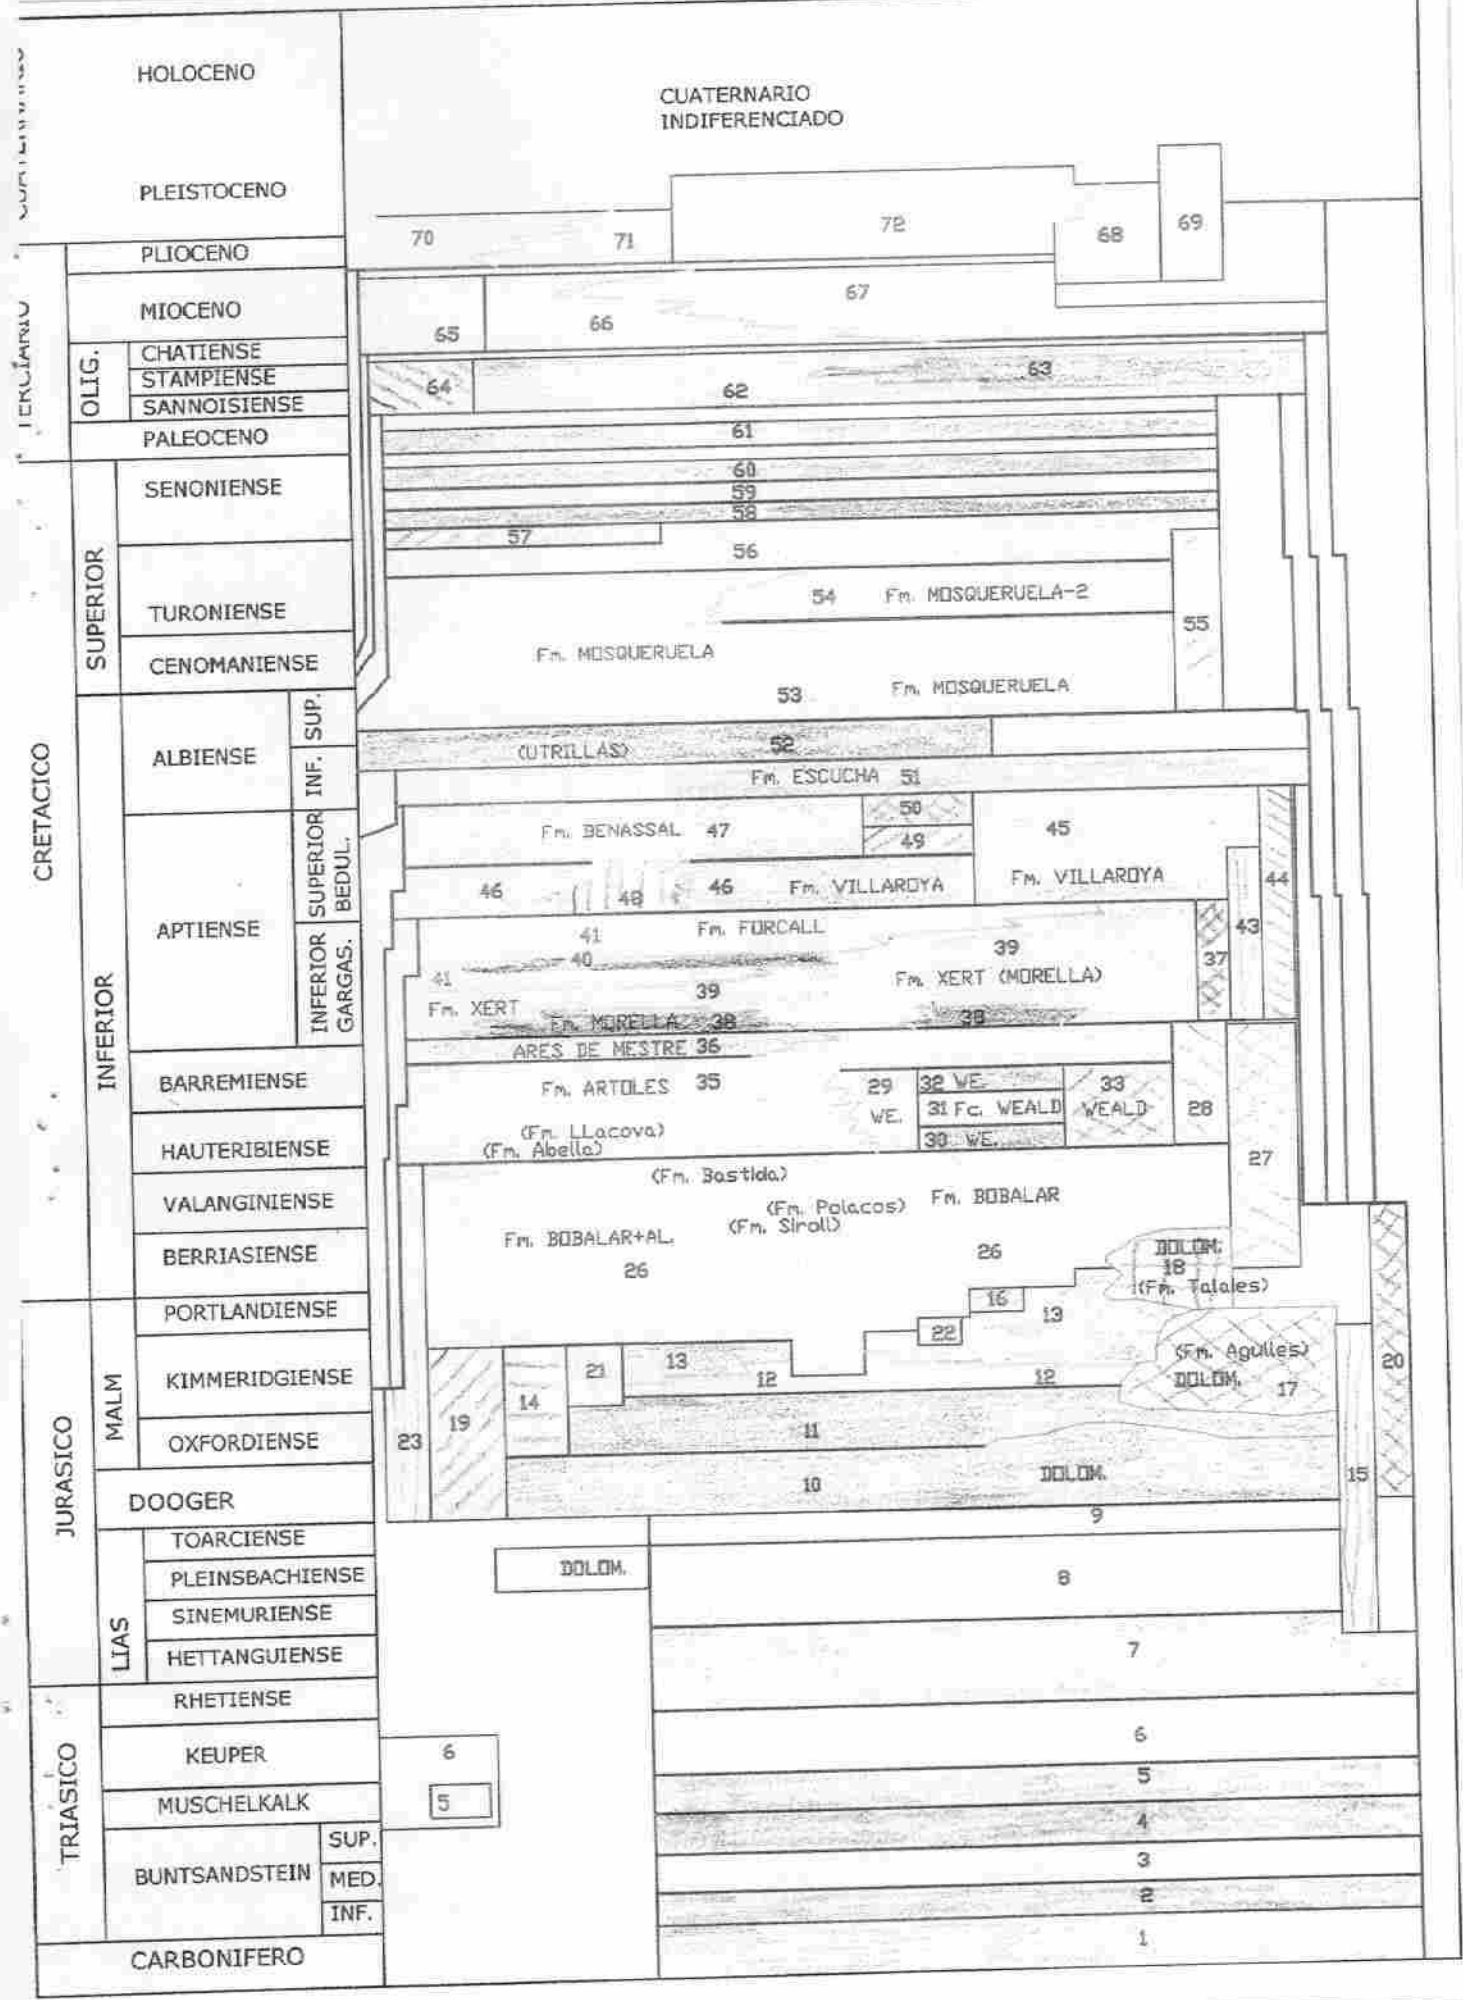 HOLOCENO
CUATERNARIO
INDIFERENCIADO
PLEISTOCENO
PLIOCENO
70
71
72
68
69
TERCIARIO
MIOCENO
65
66
67
OLIG.
CHATIENSE
STAMPIENSE
SANNOISIENSE
64
62
63
PALEOCENO
61
CRETACICO
SUPERIOR
SENONIENSE
60
59
58
57
56
TURONIENSE
54 Fm. MOSQUERUELA-2
55
CENOMANIENSE
Fm. MOSQUERUELA
53 Fm. MOSQUERUELA
INFERIOR
ALBIENSE
SUP.
INF.
(UTRILLAS) 52
Fm. ESCUCHA 51
APTIENSE
SUPERIOR
BEDUL.
INFERIOR
GARGAS.
Fm. BENASSAL 47
50
49
45
46
48
46 Fm. VILLAROYA
Fm. VILLAROYA
44
43
41 Fm. FORCALL
40
41
39
37
39
Fm. XERT (MORELLA)
Fm. XERT
Fm. MORELLA 38
38
ARES DE MESTRE 36
BARREMIENSE
Fm. ARTOLES 35
29
WE.
32 WE.
31 Fc. WEALD
30 WE.
33
WEALD
28
27
HAUTERIBIENSE
(Fm. LLacova)
(Fm. Abella)
VALANGINIENSE
(Fm. Bastida)
(Fm. Polacos)
(Fm. Siroll)
Fm. BOBALAR
Fm. BOBALAR+AL.
BERRIASIENSE
26
26
DOLOM.
18
(Fm. Talales)
JURASICO
MALM
PORTLANDIENSE
16
13
22
KIMMERIDGIENSE
21
13
12
12
(Fm. Agulles)
DOLOM. 17
20
14
OXFORDIENSE
23
19
11
DOOGER
10
DOLOM.
15
9
LIAS
TOARCIENSE
PLEINSBACHIENSE
DOLOM.
8
SINEMURIENSE
HETTANGUIENSE
7
TRIASICO
RHETIENSE
KEUPER
6
6
MUSCHELKALK
5
5
4
BUNTSANDSTEIN
SUP.
MED.
INF.
3
2
CARBONIFERO
1